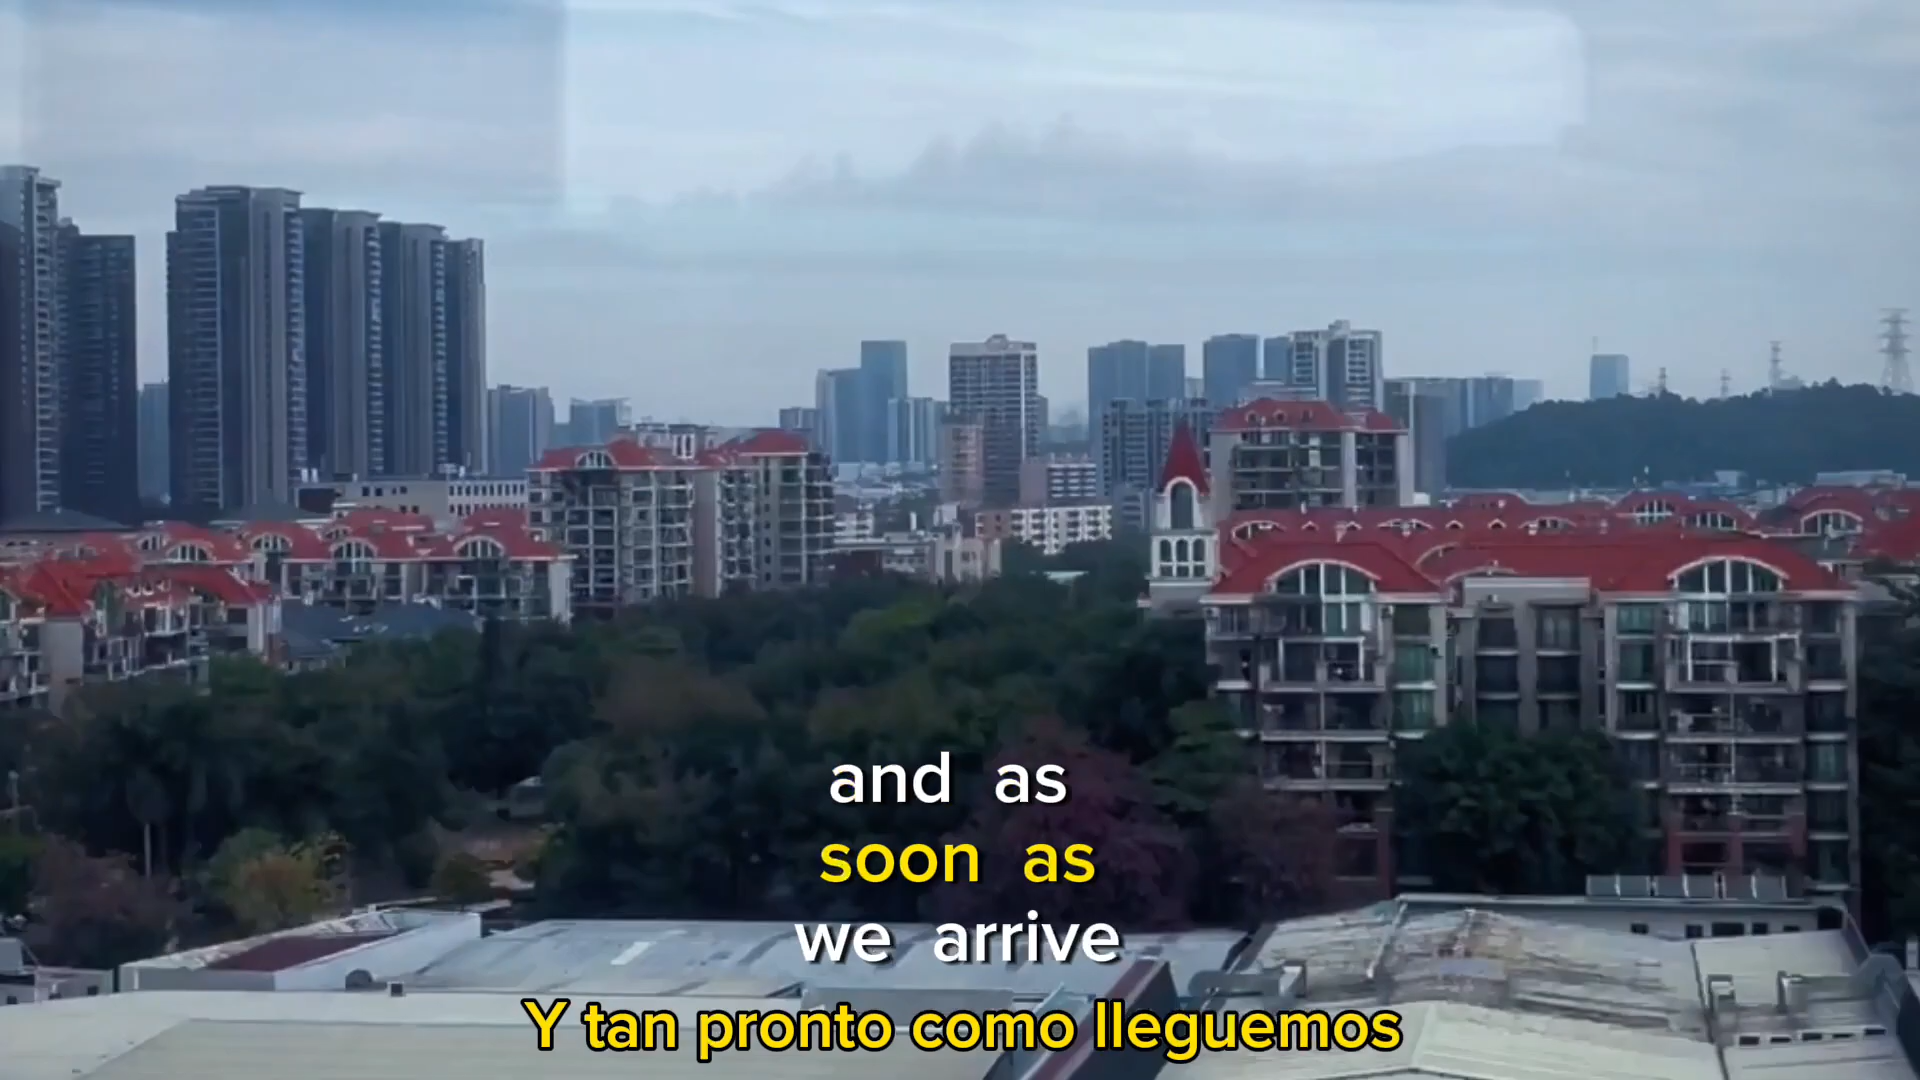 and as
soon as
we arrive
Y tan pronto como lleguemos